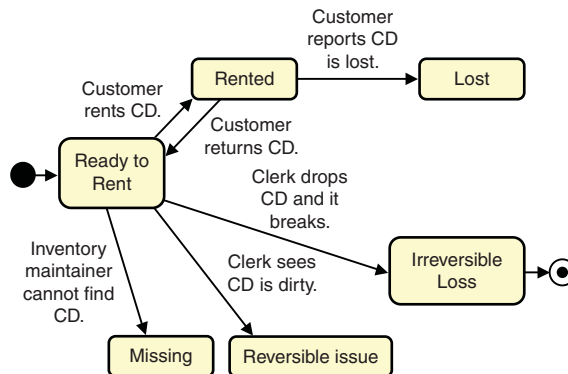 Customer
reports CD
is lost.
Rented
Lost
Customer
rents CD.
Customer
returns CD.
Ready to
Rent
Clerk drops
CD and it
breaks.
Inventory
maintainer
cannot find
CD.
Clerk sees
CD is dirty.
Irreversible
Loss
Missing
Reversible issue